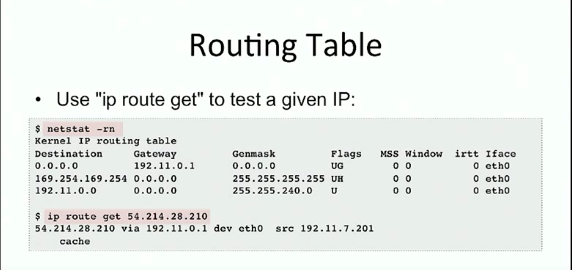 Routing Table
• Use "ip route get" to test a given IP:
$ netstat -rn
Kernel IP routing table
Destination Gateway Genmask Flags MSS Window irtt Iface
0.0.0.0 192.11.0.1 0.0.0.0 UG 0 0 0 eth0
169.254.169.254 0.0.0.0 255.255.255.255 UH 0 0 0 eth0
192.11.0.0 0.0.0.0 255.255.240.0 U 0 0 0 eth0
$ ip route get 54.214.28.210
54.214.28.210 via 192.11.0.1 dev eth0 src 192.11.7.201
cache